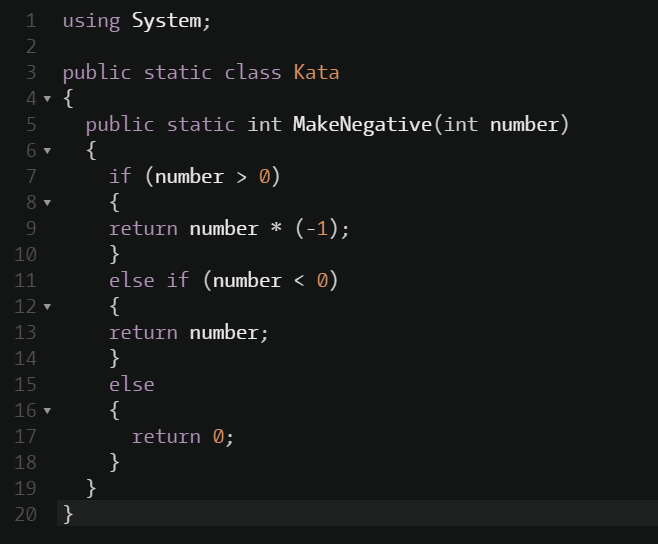 1 using System;
2
3 public static class Kata
4 {
5   public static int MakeNegative(int number)
6   {
7     if (number > 0)
8     {
9     return number * (-1);
10     }
11     else if (number < 0)
12     {
13     return number;
14     }
15     else
16     {
17       return 0;
18     }
19   }
20 }